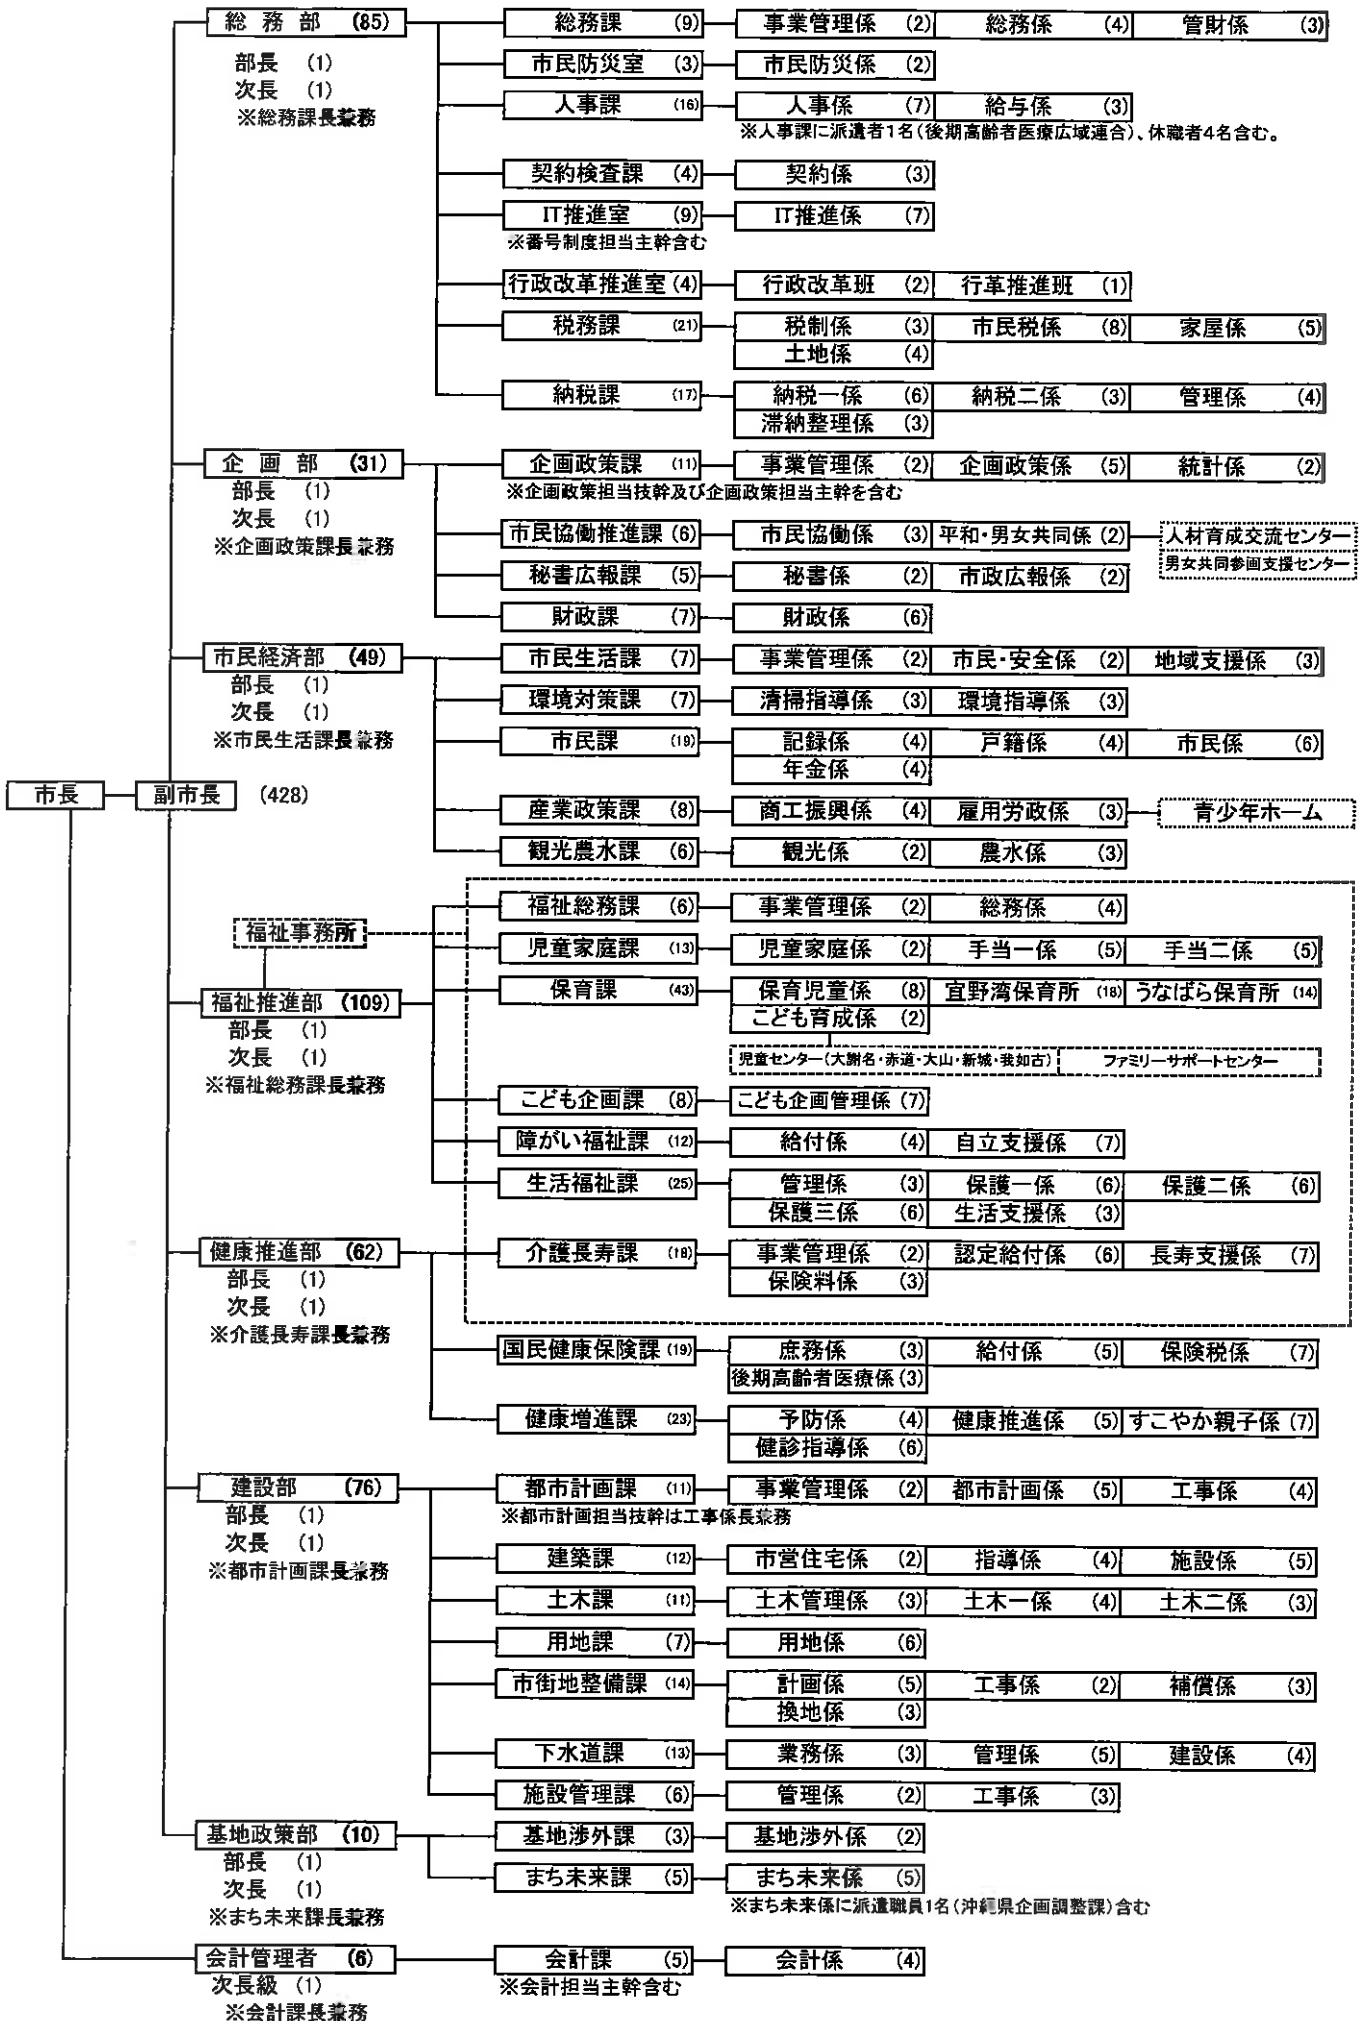 総務部 (85) 総務課 (9) 事業管理係 (2) 総務係 (4) 管財係 (3)
部長 (1) 市民防災室 (3) 市民防災係 (2)
次長 (1)
※総務課長兼務 人事課 (16) 人事係 (7) 給与係 (3)
※人事課に派遣者1名(後期高齢者医療広域連合)、休職者4名含む。
契約検査課 (4) 契約係 (3)
IT推進室 (9) IT推進係 (7)
※番号制度担当主幹含む
行政改革推進室 (4) 行政改革班 (2) 行革推進班 (1)
税務課 (21) 税制係 (3) 市民税係 (8) 家屋係 (5)
土地係 (4)
納税課 (17) 納税一係 (6) 納税二係 (3) 管理係 (4)
滞納整理係 (3)
企画部 (31) 企画政策課 (11) 事業管理係 (2) 企画政策係 (5) 統計係 (2)
部長 (1) ※企画政策担当技幹及び企画政策担当主幹を含む
次長 (1)
※企画政策課長兼務 市民協働推進課 (6) 市民協働係 (3) 平和・男女共同係 (2) 人材育成交流センター
男女共同参画支援センター
秘書広報課 (5) 秘書係 (2) 市政広報係 (2)
財政課 (7) 財政係 (6)
市民経済部 (49) 市民生活課 (7) 事業管理係 (2) 市民・安全係 (2) 地域支援係 (3)
部長 (1)
次長 (1) 環境対策課 (7) 清掃指導係 (3) 環境指導係 (3)
※市民生活課長兼務 市民課 (19) 記録係 (4) 戸籍係 (4) 市民係 (6)
年金係 (4)
市長 副市長 (428)
産業政策課 (8) 商工振興係 (4) 雇用労政係 (3) 青少年ホーム
観光農水課 (6) 観光係 (2) 農水係 (3)
福祉総務課 (6) 事業管理係 (2) 総務係 (4)
福祉事務所
児童家庭課 (13) 児童家庭係 (2) 手当一係 (5) 手当二係 (5)
福祉推進部 (109) 保育課 (43) 保育児童係 (8) 宜野湾保育所 (18) うなばら保育所 (14)
部長 (1) こども育成係 (2)
次長 (1) 児童センター(大謝名・赤道・大山・新城・我如古) ファミリーサポートセンター
※福祉総務課長兼務
こども企画課 (8) こども企画管理係 (7)
障がい福祉課 (12) 給付係 (4) 自立支援係 (7)
生活福祉課 (25) 管理係 (3) 保護一係 (6) 保護二係 (6)
保護三係 (6) 生活支援係 (3)
健康推進部 (62) 介護長寿課 (18) 事業管理係 (2) 認定給付係 (6) 長寿支援係 (7)
部長 (1) 保険料係 (3)
次長 (1)
※介護長寿課長兼務
国民健康保険課 (19) 庶務係 (3) 給付係 (5) 保険税係 (7)
後期高齢者医療係 (3)
健康増進課 (23) 予防係 (4) 健康推進係 (5) すこやか親子係 (7)
健診指導係 (6)
建設部 (76) 都市計画課 (11) 事業管理係 (2) 都市計画係 (5) 工事係 (4)
部長 (1) ※都市計画担当技幹は工事係長兼務
次長 (1)
※都市計画課長兼務 建築課 (12) 市営住宅係 (2) 指導係 (4) 施設係 (5)
土木課 (11) 土木管理係 (3) 土木一係 (4) 土木二係 (3)
用地課 (7) 用地係 (6)
市街地整備課 (14) 計画係 (5) 工事係 (2) 補償係 (3)
換地係 (3)
下水道課 (13) 業務係 (3) 管理係 (5) 建設係 (4)
施設管理課 (6) 管理係 (2) 工事係 (3)
基地政策部 (10) 基地渉外課 (3) 基地渉外係 (2)
部長 (1)
次長 (1) まち未来課 (5) まち未来係 (5)
※まち未来課長兼務 ※まち未来係に派遣職員1名(沖縄県企画調整課)含む
会計管理者 (6) 会計課 (5) 会計係 (4)
次長級 (1) ※会計担当主幹含む
※会計課長兼務